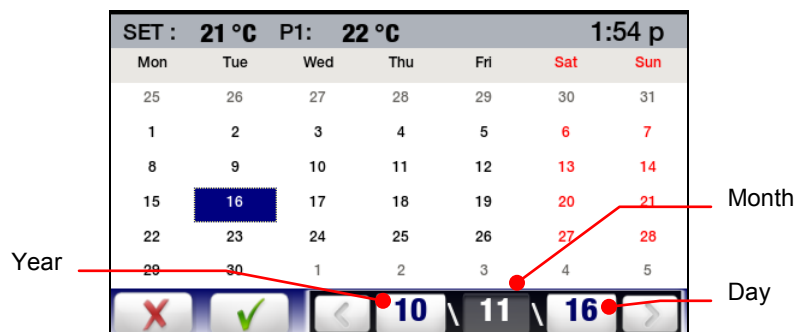 SET : 21 °C P1: 22 °C 1:54 p
Mon Tue Wed Thu Fri Sat Sun
25 26 27 28 29 30 31
1 2 3 4 5 6 7
8 9 10 11 12 13 14
15 16 17 18 19 20 21
Month
22 23 24 25 26 27 28
Year
29 30 1 2 3 4 5
Day
< 10 \ 11 \ 16 >